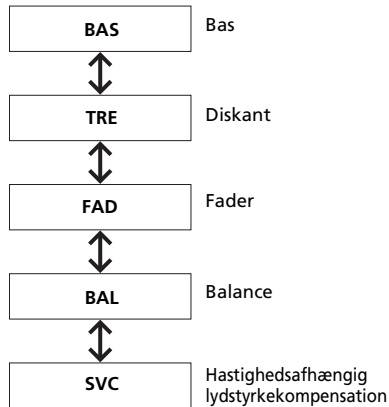 BAS Bas
TRE Diskant
FAD Fader
BAL Balance
SVC Hastighedsafhængig
lydstyrkekompensation